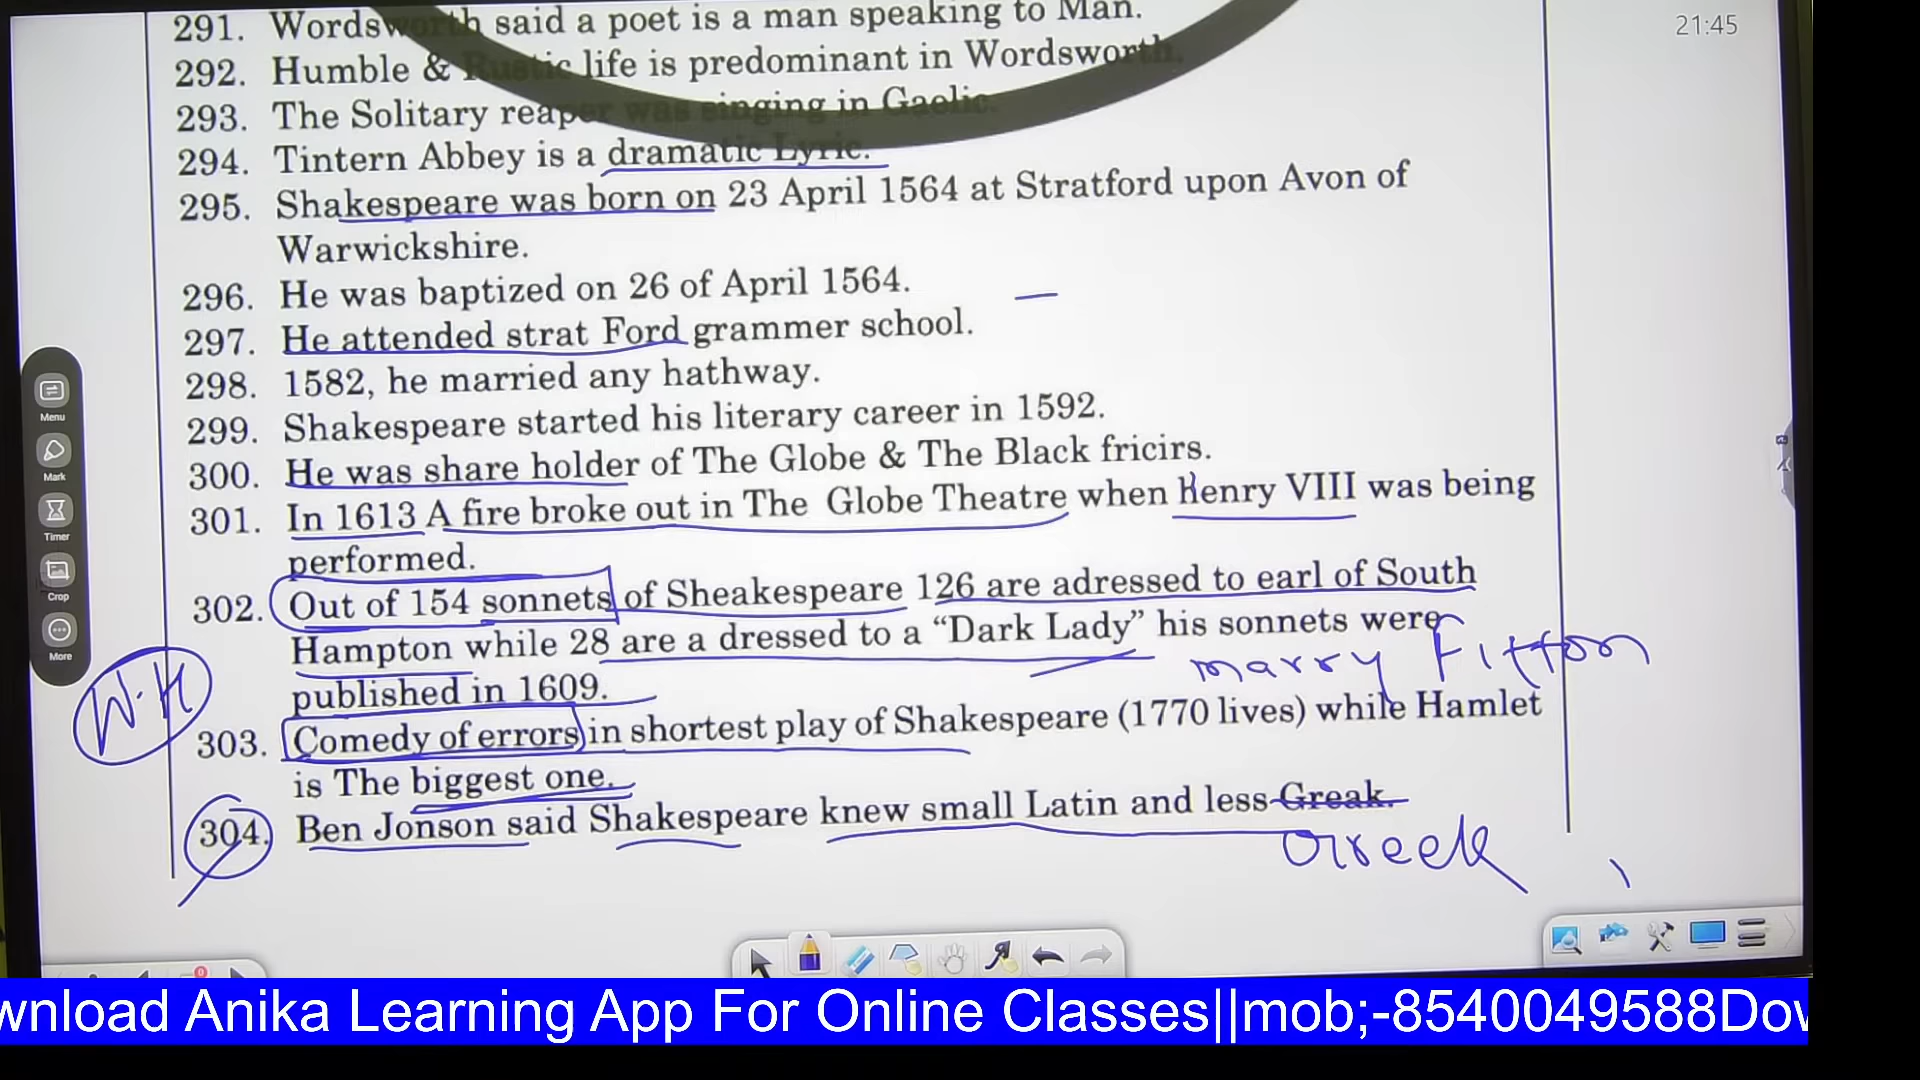 21:45
291. Wordsworth said a poet is a man speaking to Man.
292. Humble & Rustic life is predominant in Wordsworth.
293. The Solitary reaper was singing in Gaelic.
294. Tintern Abbey is a dramatic Lyric.
295. Shakespeare was born on 23 April 1564 at Stratford upon Avon of
Warwickshire.
296. He was baptized on 26 of April 1564.
297. He attended strat Ford grammer school.
298. 1582, he married any hathway.
299. Shakespeare started his literary career in 1592.
300. He was share holder of The Globe & The Black fricirs.
301. In 1613 A fire broke out in The Globe Theatre when henry VIII was being
performed.
302. Out of 154 sonnets of Sheakespeare 126 are adressed to earl of South
Hampton while 28 are a dressed to a “Dark Lady” his sonnets were
marry Fitton
published in 1609.
W.H
303. Comedy of errors in shortest play of Shakespeare (1770 lives) while Hamlet
is The biggest one.
304. Ben Jonson said Shakespeare knew small Latin and less Greak.
Greek
Menu
Mark
Timer
Crop
More
wnload Anika Learning App For Online Classes||mob;-8540049588Dow